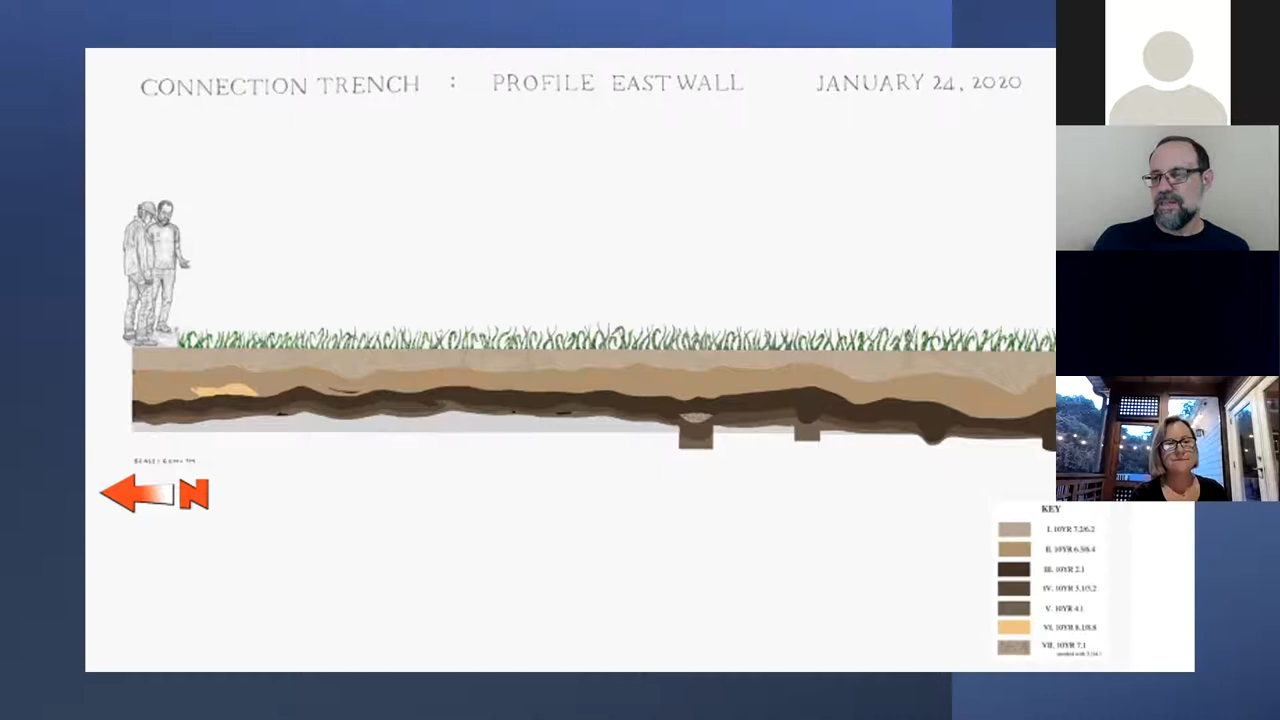 CONNECTION TRENCH : PROFILE EAST WALL JANUARY 24, 2020
N
KEY
I. 10YR 7.2/6.2
II. 10YR 6.3/6.4
III. 10YR 2.1
IV. 10YR 3.1/3.2
V. 10YR 4.1
VI. 10YR 8.1/8.8
VII. 10YR 7.1